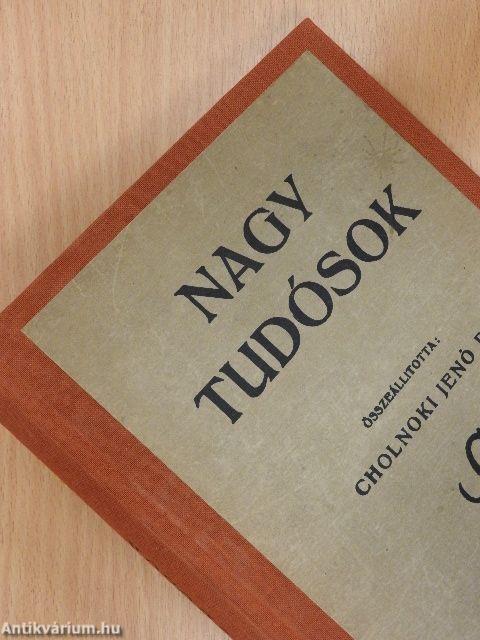 NAGY
TUDÓSOK
ÖSSZEÁLLITOTTA:
CHOLNOKI JENŐ
Antikvárium.hu